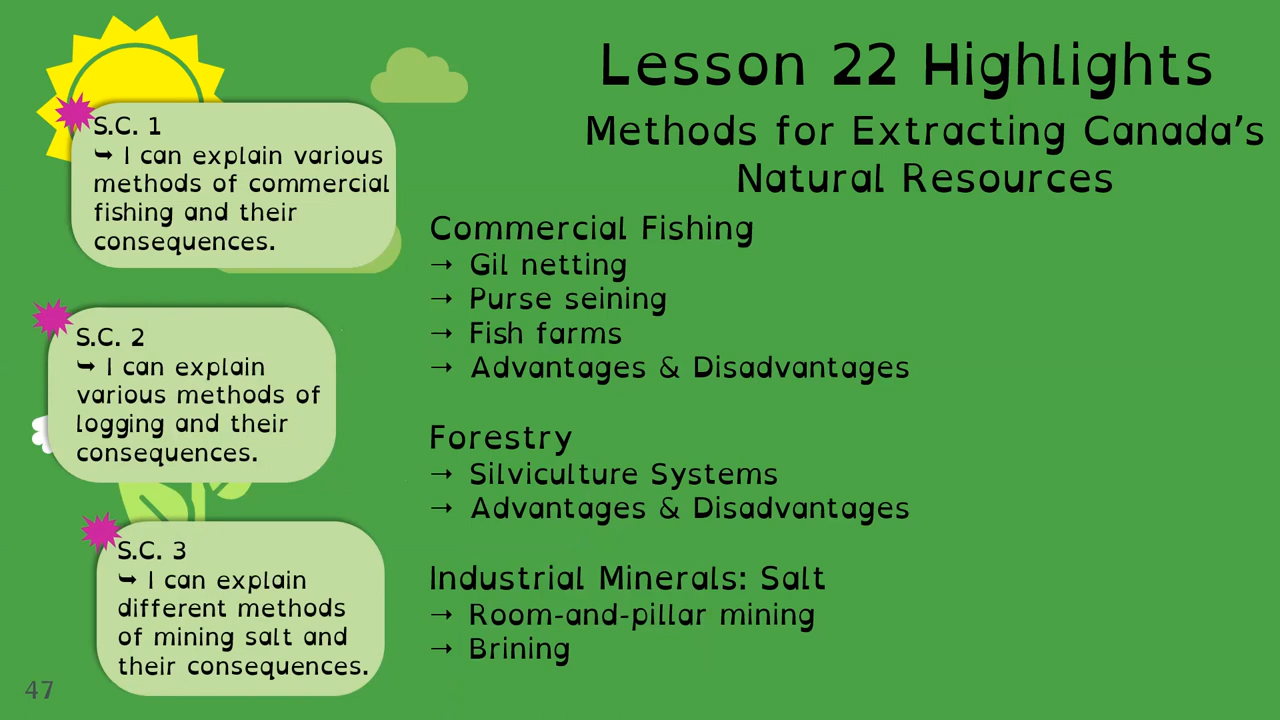 Lesson 22 Highlights
Methods for Extracting Canada's
Natural Resources
S.C. 1
➥ I can explain various
methods of commercial
fishing and their
consequences.
S.C. 2
➥ I can explain
various methods of
logging and their
consequences.
S.C. 3
➥ I can explain
different methods
of mining salt and
their consequences.
Commercial Fishing
→ Gil netting
→ Purse seining
→ Fish farms
→ Advantages & Disadvantages
Forestry
→ Silviculture Systems
→ Advantages & Disadvantages
Industrial Minerals: Salt
→ Room-and-pillar mining
→ Brining
47